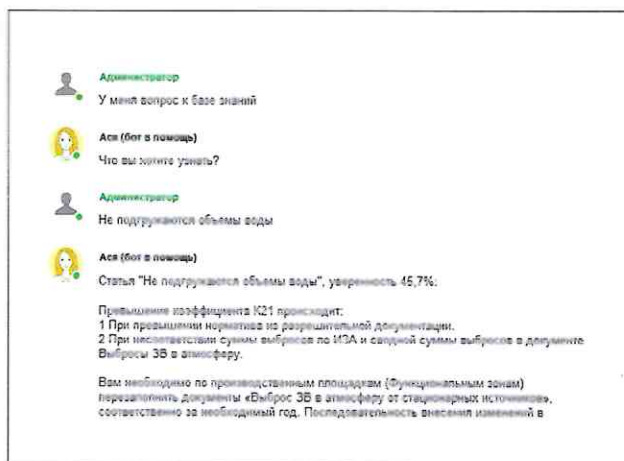 Администратор
У меня вопрос к базе знаний
Ася (бот в помощь)
Что вы хотите узнать?
Администратор
Не подгружаются объемы воды
Ася (бот в помощь)
Статья "Не подгружаются объемы воды", уверенность 45,7%:
Превышение коэффициента К21 происходит:
1 При превышении норматива из разрешительной документации.
2 При несоответствии суммы выбросов по ИЗА и сводной суммы выбросов в документе
Выбросы ЗВ в атмосферу.
Вам необходимо по производственным площадкам (Функциональным зонам)
перезаполнить документы «Выброс ЗВ в атмосферу от стационарных источников»,
соответственно за необходимый год. Последовательность внесения изменений в